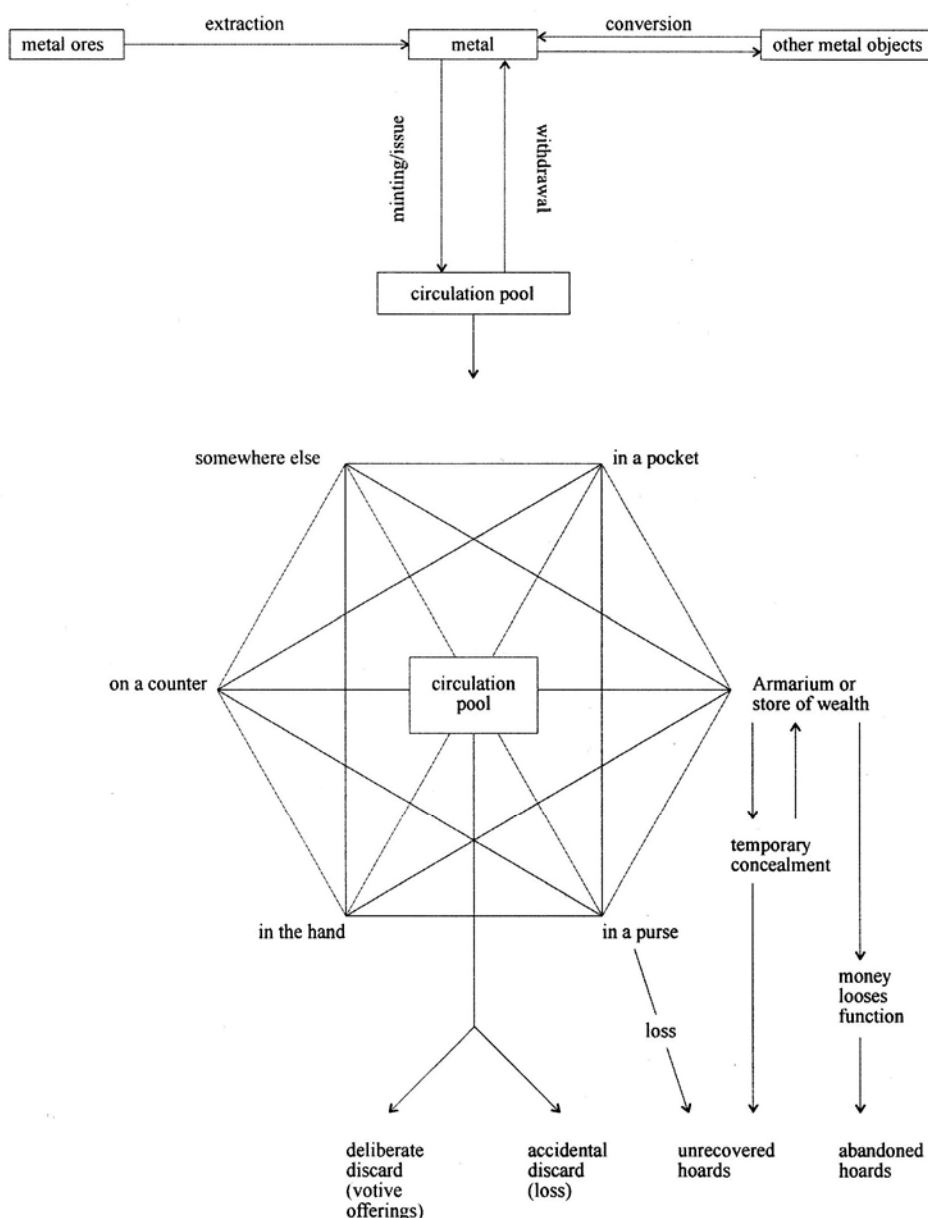 extraction
conversion
metal ores
metal
other metal objects
minting/issue
withdrawal
circulation pool
somewhere else
in a pocket
on a counter
circulation
pool
Armarium or
store of wealth
temporary
concealment
in the hand
in a purse
money
looses
function
loss
deliberate
discard
(votive
offerings)
accidental
discard
(loss)
unrecovered
hoards
abandoned
hoards